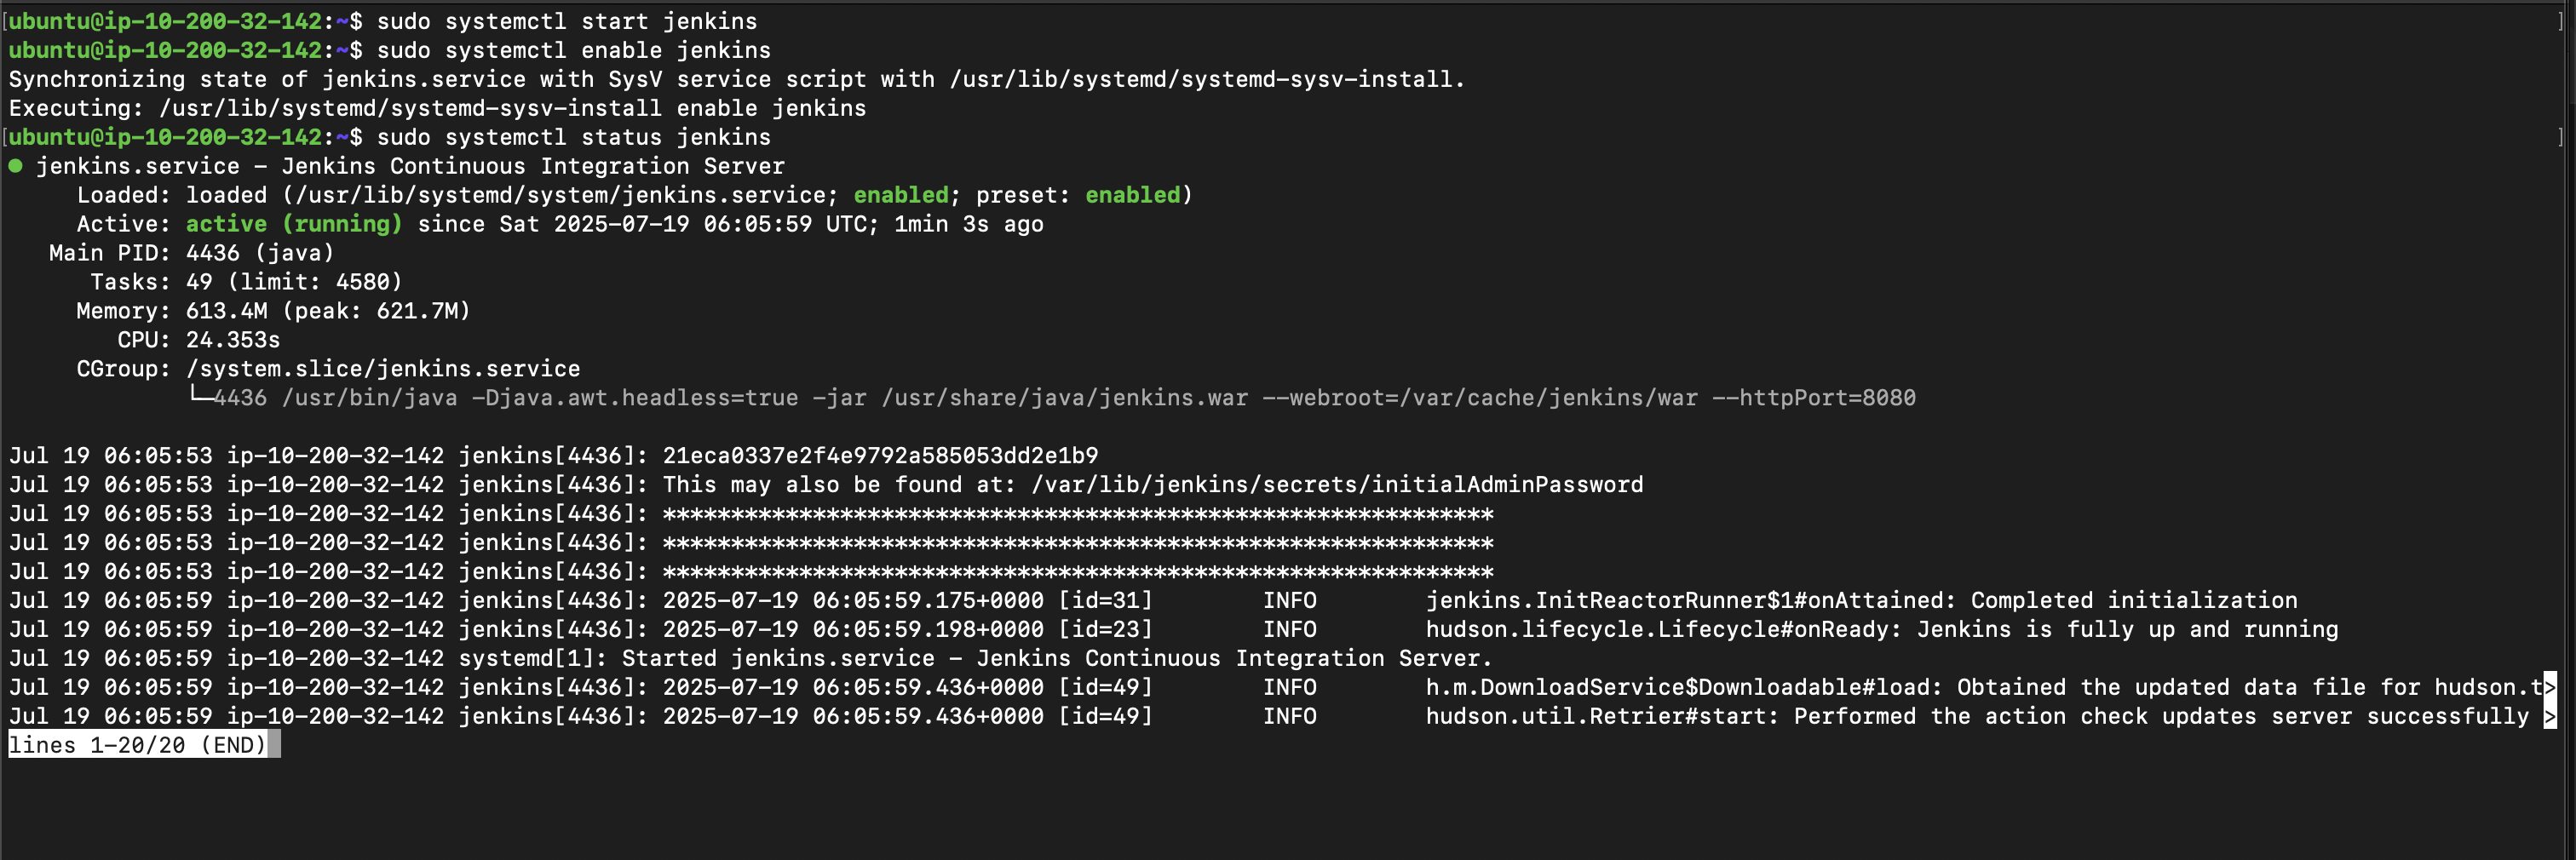 [ubuntu@ip-10-200-32-142:~$ sudo systemctl start jenkins ]
ubuntu@ip-10-200-32-142:~$ sudo systemctl enable jenkins
Synchronizing state of jenkins.service with SysV service script with /usr/lib/systemd/systemd-sysv-install.
Executing: /usr/lib/systemd/systemd-sysv-install enable jenkins
[ubuntu@ip-10-200-32-142:~$ sudo systemctl status jenkins ]
● jenkins.service - Jenkins Continuous Integration Server
     Loaded: loaded (/usr/lib/systemd/system/jenkins.service; enabled; preset: enabled)
     Active: active (running) since Sat 2025-07-19 06:05:59 UTC; 1min 3s ago
   Main PID: 4436 (java)
      Tasks: 49 (limit: 4580)
     Memory: 613.4M (peak: 621.7M)
        CPU: 24.353s
     CGroup: /system.slice/jenkins.service
             └─4436 /usr/bin/java -Djava.awt.headless=true -jar /usr/share/java/jenkins.war --webroot=/var/cache/jenkins/war --httpPort=8080
Jul 19 06:05:53 ip-10-200-32-142 jenkins[4436]: 21eca0337e2f4e9792a585053dd2e1b9
Jul 19 06:05:53 ip-10-200-32-142 jenkins[4436]: This may also be found at: /var/lib/jenkins/secrets/initialAdminPassword
Jul 19 06:05:53 ip-10-200-32-142 jenkins[4436]: *************************************************************
Jul 19 06:05:53 ip-10-200-32-142 jenkins[4436]: *************************************************************
Jul 19 06:05:53 ip-10-200-32-142 jenkins[4436]: *************************************************************
Jul 19 06:05:59 ip-10-200-32-142 jenkins[4436]: 2025-07-19 06:05:59.175+0000 [id=31]        INFO        jenkins.InitReactorRunner$1#onAttained: Completed initialization
Jul 19 06:05:59 ip-10-200-32-142 jenkins[4436]: 2025-07-19 06:05:59.198+0000 [id=23]        INFO        hudson.lifecycle.Lifecycle#onReady: Jenkins is fully up and running
Jul 19 06:05:59 ip-10-200-32-142 systemd[1]: Started jenkins.service - Jenkins Continuous Integration Server.
Jul 19 06:05:59 ip-10-200-32-142 jenkins[4436]: 2025-07-19 06:05:59.436+0000 [id=49]        INFO        h.m.DownloadService$Downloadable#load: Obtained the updated data file for hudson.t>
Jul 19 06:05:59 ip-10-200-32-142 jenkins[4436]: 2025-07-19 06:05:59.436+0000 [id=49]        INFO        hudson.util.Retrier#start: Performed the action check updates server successfully >
lines 1-20/20 (END)